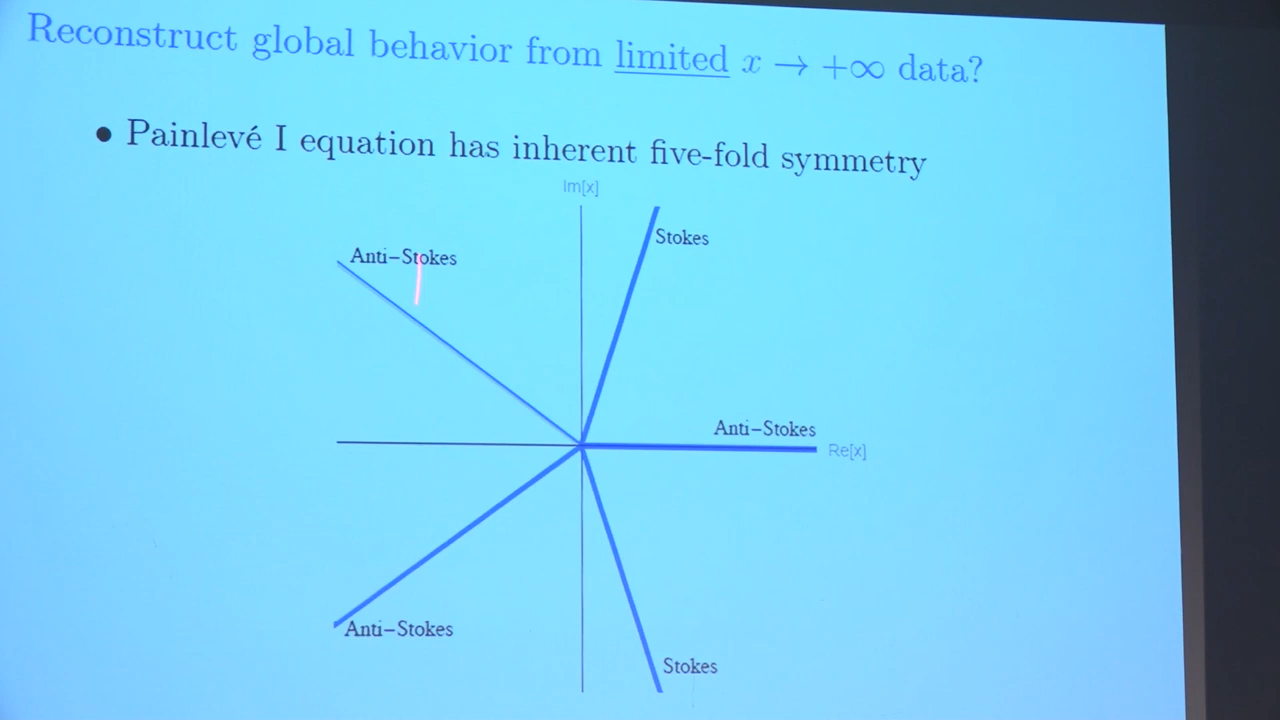 Reconstruct global behavior from limited x → +∞ data?
• Painlevé I equation has inherent five-fold symmetry
Im[x]
Stokes
Anti−Stokes
Anti−Stokes
Re[x]
Anti−Stokes
Stokes